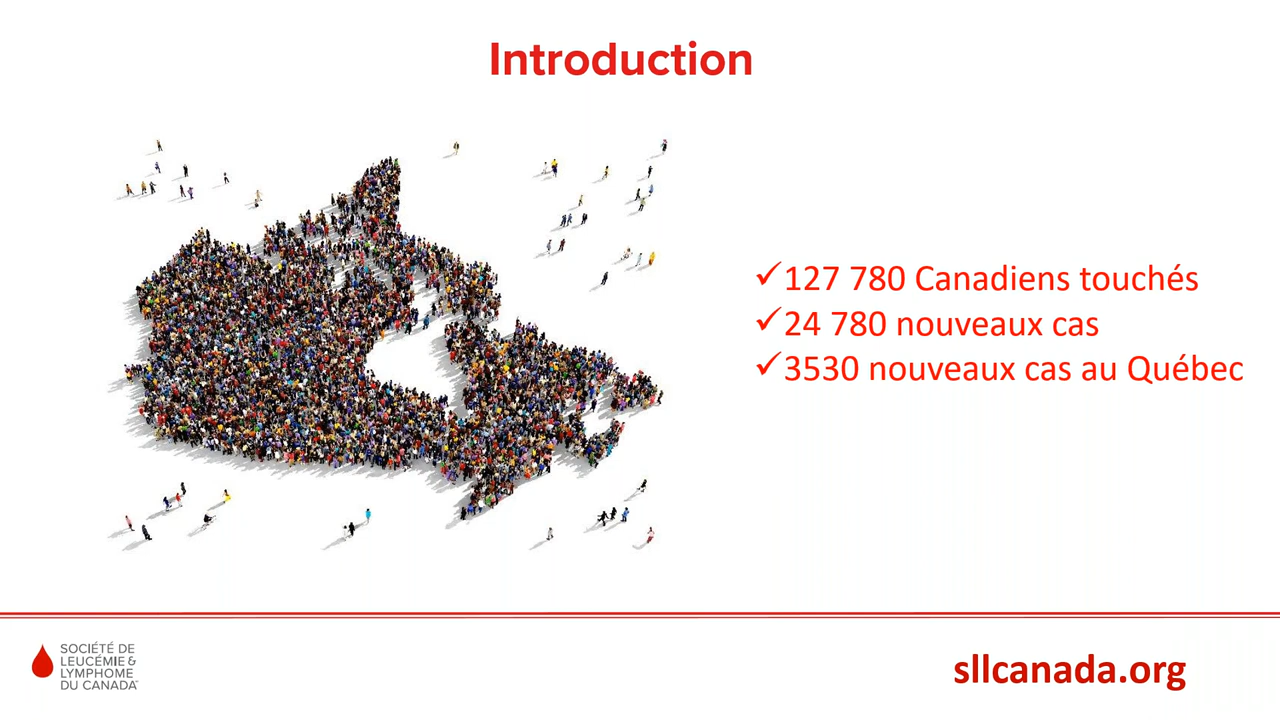 Introduction
✓127 780 Canadiens touchés
✓24 780 nouveaux cas
✓3530 nouveaux cas au Québec
SOCIÉTÉ DE
LEUCÉMIE &
LYMPHOME
DU CANADA
sllcanada.org